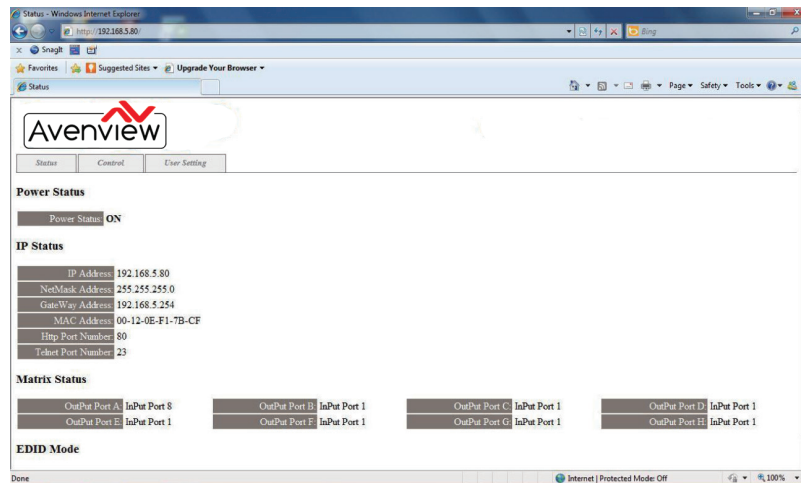 Status - Windows Internet Explorer
http://192.168.5.80/
Bing
x SnagIt
Favorites Suggested Sites Upgrade Your Browser
Status Page Safety Tools
Avenview
Status Control User Setting
Power Status
Power Status: ON
IP Status
IP Address: 192.168.5.80
NetMask Address: 255.255.255.0
GateWay Address: 192.168.5.254
MAC Address: 00-12-0E-F1-7B-CF
Http Port Number: 80
Telnet Port Number: 23
Matrix Status
OutPut Port A: InPut Port 8 OutPut Port B: InPut Port 1 OutPut Port C: InPut Port 1 OutPut Port D: InPut Port 1
OutPut Port E: InPut Port 1 OutPut Port F: InPut Port 1 OutPut Port G: InPut Port 1 OutPut Port H: InPut Port 1
EDID Mode
Done Internet | Protected Mode: Off 100%